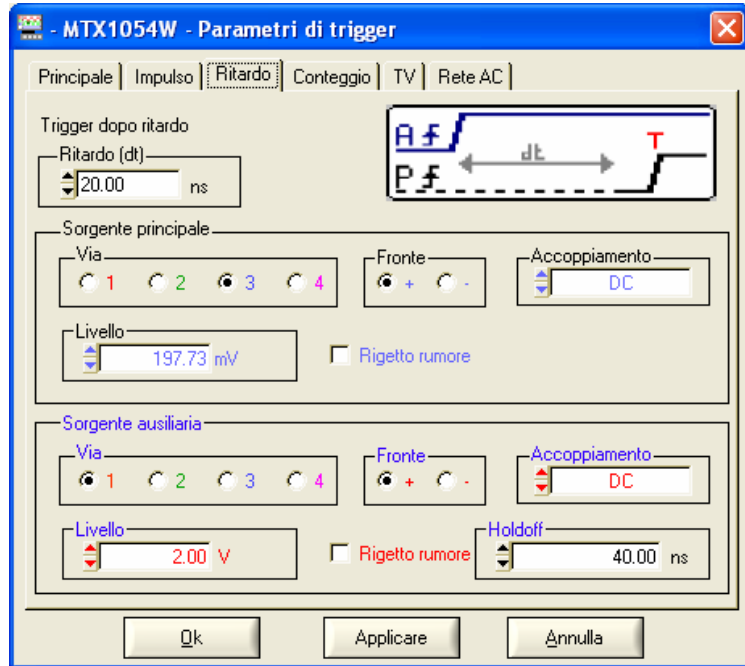 - MTX1054W - Parametri di trigger
Principale Impulso Ritardo Conteggio TV Rete AC
Trigger dopo ritardo
Ritardo (dt)
20.00 ns
A dt T
P
Sorgente principale
Via
1 2 3 4
Fronte
+ -
Accoppiamento
DC
Livello
197.73 mV
Rigetto rumore
Sorgente ausiliaria
Via
1 2 3 4
Fronte
+ -
Accoppiamento
DC
Livello
2.00 V
Rigetto rumore
Holdoff
40.00 ns
Ok Applicare Annulla